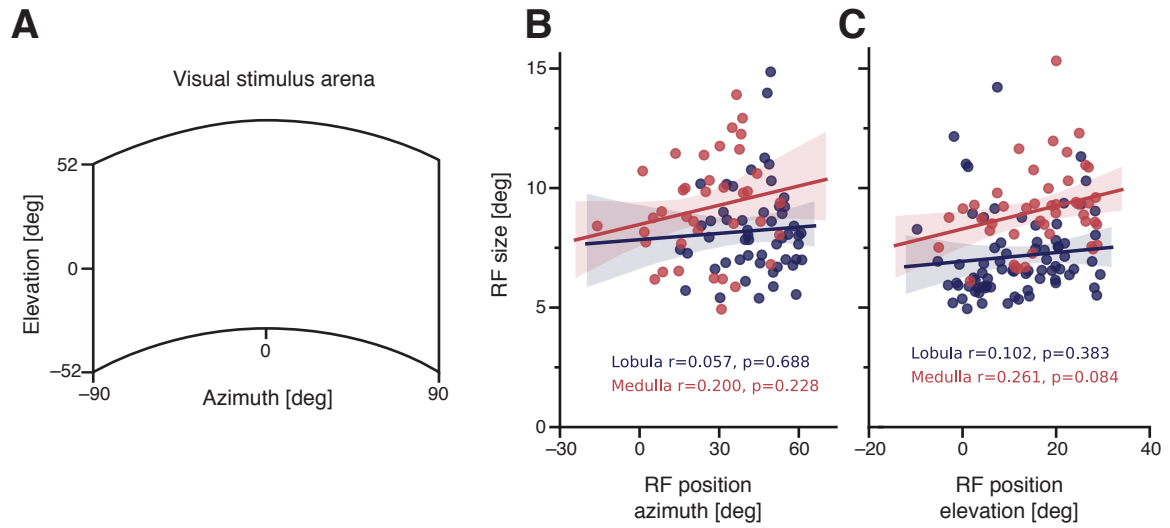 A
Visual stimulus arena
Elevation [deg]
52
0
−52
0
−90
90
Azimuth [deg]
B
RF size [deg]
15
10
5
0
Lobula r=0.057, p=0.688
Medulla r=0.200, p=0.228
−30
0
30
60
RF position
azimuth [deg]
C
Lobula r=0.102, p=0.383
Medulla r=0.261, p=0.084
−20
0
20
40
RF position
elevation [deg]